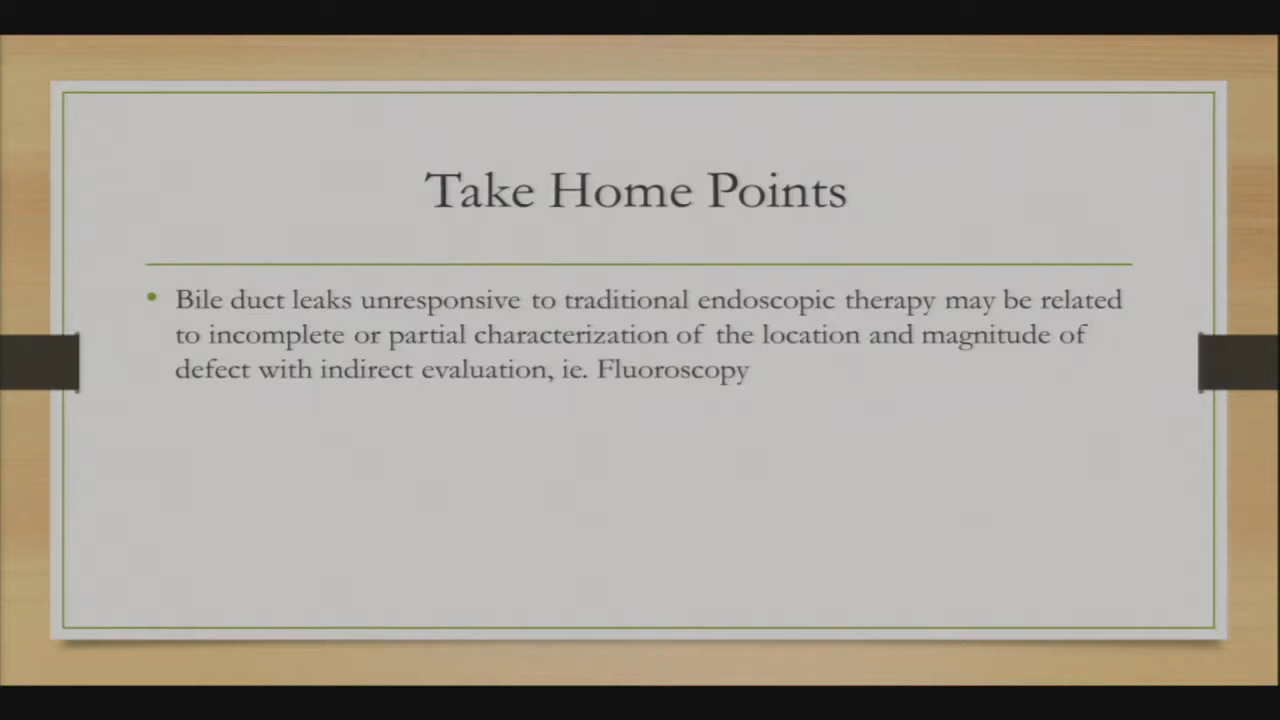 Take Home Points
• Bile duct leaks unresponsive to traditional endoscopic therapy may be related
to incomplete or partial characterization of the location and magnitude of
defect with indirect evaluation, ie. Fluoroscopy